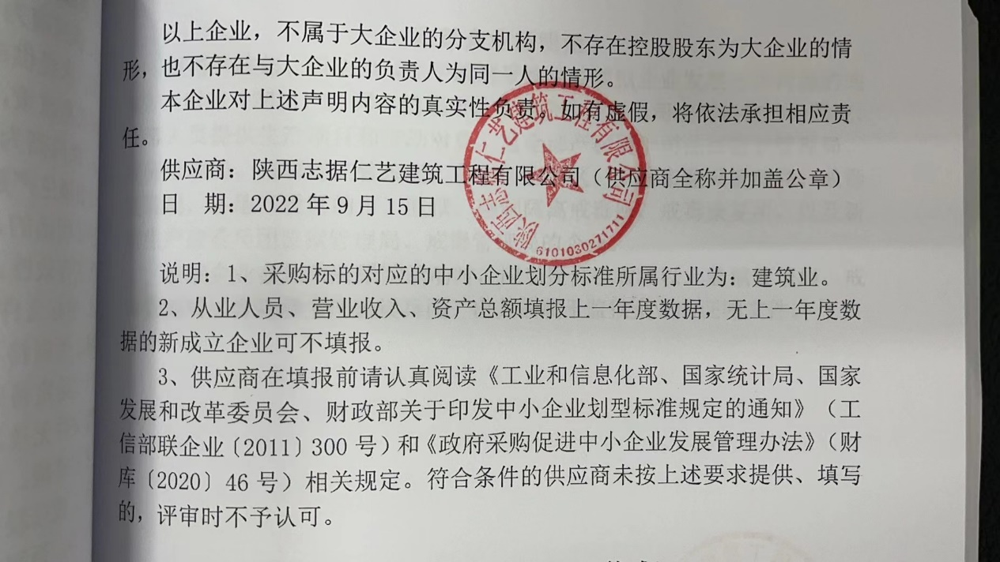 以上企业，不属于大企业的分支机构，不存在控股股东为大企业的情
形，也不存在与大企业的负责人为同一人的情形。
本企业对上述声明内容的真实性负责。如有虚假，将依法承担相应责
任。
供应商：陕西志据仁艺建筑工程有限公司（供应商全称并加盖公章）
日　期：2022 年 9 月 15 日
陕西志据仁艺建筑工程有限公司
6101030271711
说明：1、采购标的对应的中小企业划分标准所属行业为：建筑业。
2、从业人员、营业收入、资产总额填报上一年度数据，无上一年度数
据的新成立企业可不填报。
3、供应商在填报前请认真阅读《工业和信息化部、国家统计局、国家
发展和改革委员会、财政部关于印发中小企业划型标准规定的通知》（工
信部联企业〔2011〕300 号）和《政府采购促进中小企业发展管理办法》（财
库〔2020〕46 号）相关规定。符合条件的供应商未按上述要求提供、填写
的，评审时不予认可。